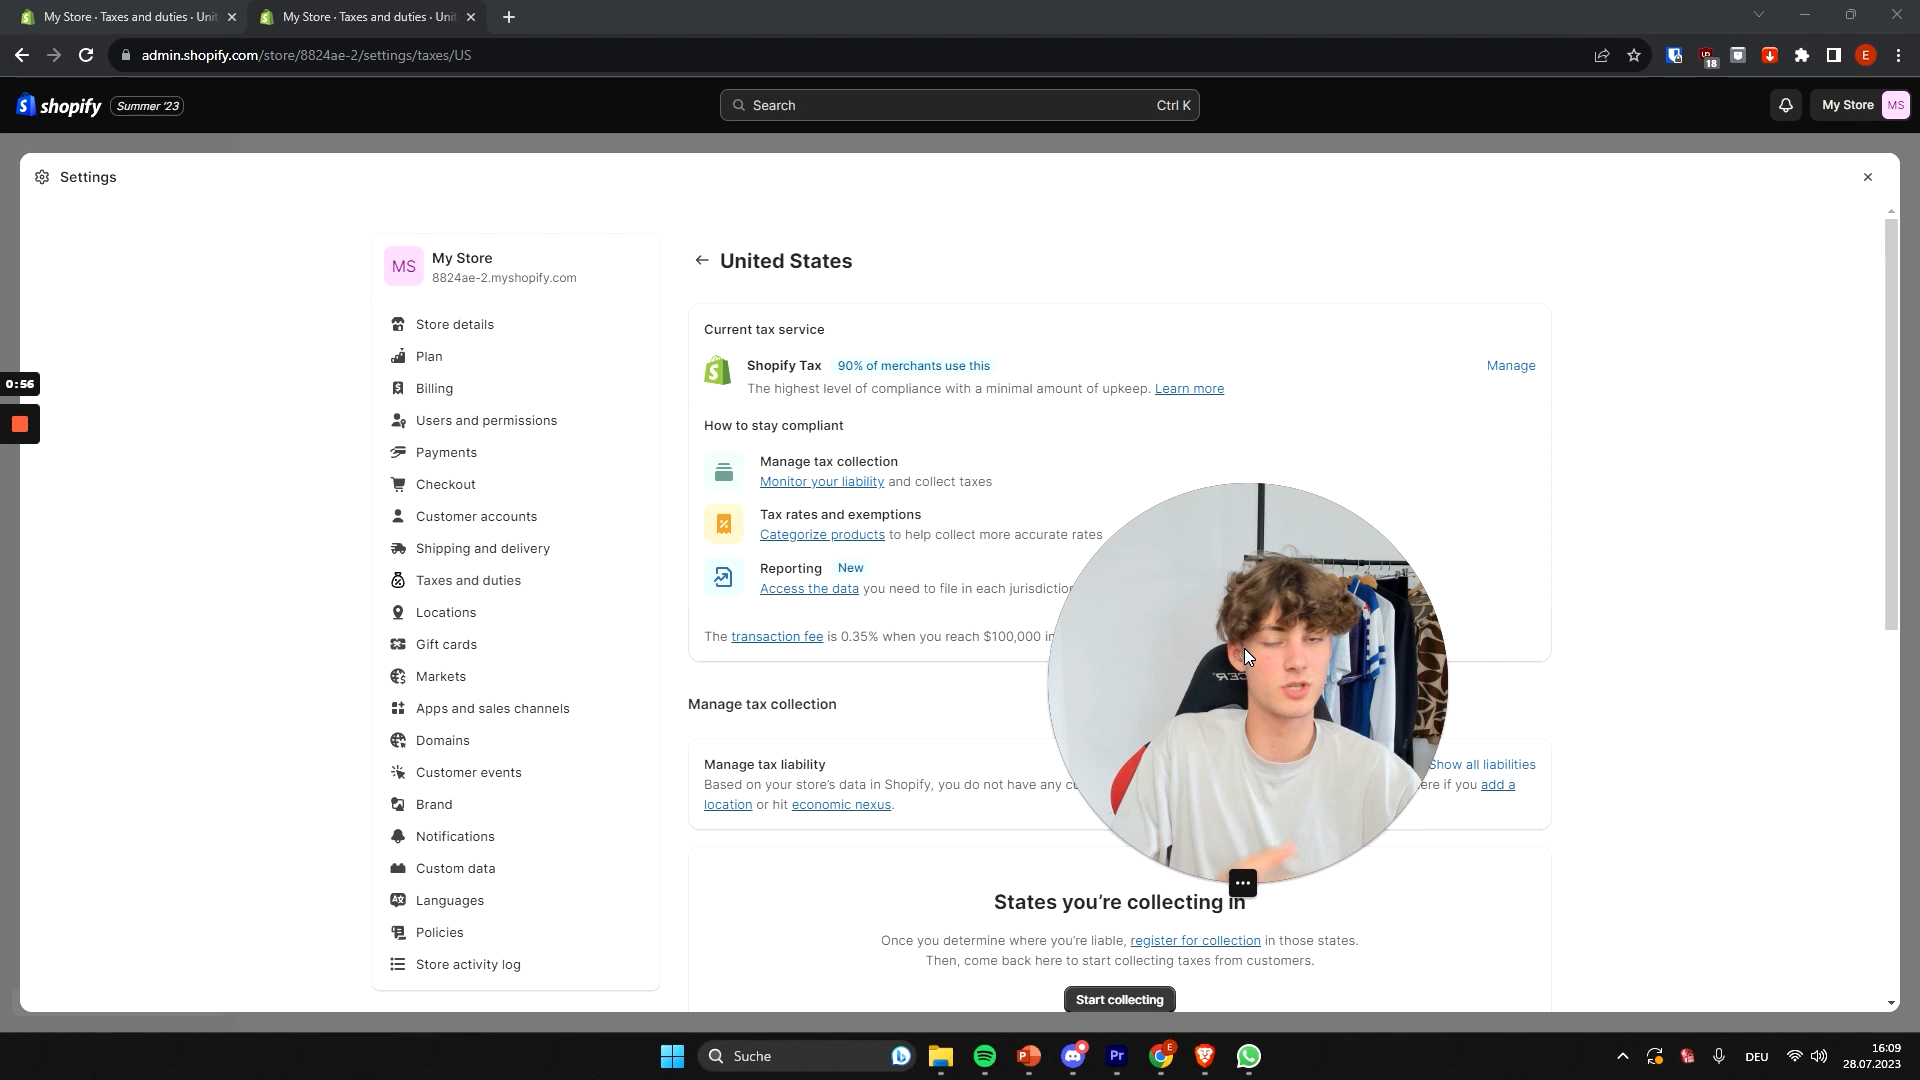 My Store · Taxes and duties · Unit
My Store · Taxes and duties · Unit
admin.shopify.com/store/8824ae-2/settings/taxes/US
18
E
shopify
Summer '23
Search
Ctrl K
My Store
MS
Settings
0:56
MS
My Store
8824ae-2.myshopify.com
Store details
Plan
Billing
Users and permissions
Payments
Checkout
Customer accounts
Shipping and delivery
Taxes and duties
Locations
Gift cards
Markets
Apps and sales channels
Domains
Customer events
Brand
Notifications
Custom data
Languages
Policies
Store activity log
United States
Current tax service
Shopify Tax 90% of merchants use this
Manage
The highest level of compliance with a minimal amount of upkeep. Learn more
How to stay compliant
Manage tax collection
Monitor your liability and collect taxes
Tax rates and exemptions
Categorize products to help collect more accurate rates
Reporting New
Access the data you need to file in each jurisdiction
The transaction fee is 0.35% when you reach $100,000 in
Manage tax collection
Manage tax liability
Show all liabilities
Based on your store's data in Shopify, you do not have any
if you add a
location or hit economic nexus.
States you're collecting in
Once you determine where you're liable, register for collection in those states.
Then, come back here to start collecting taxes from customers.
Start collecting
Suche
P
Pr
E
DEU
16:09
28.07.2023